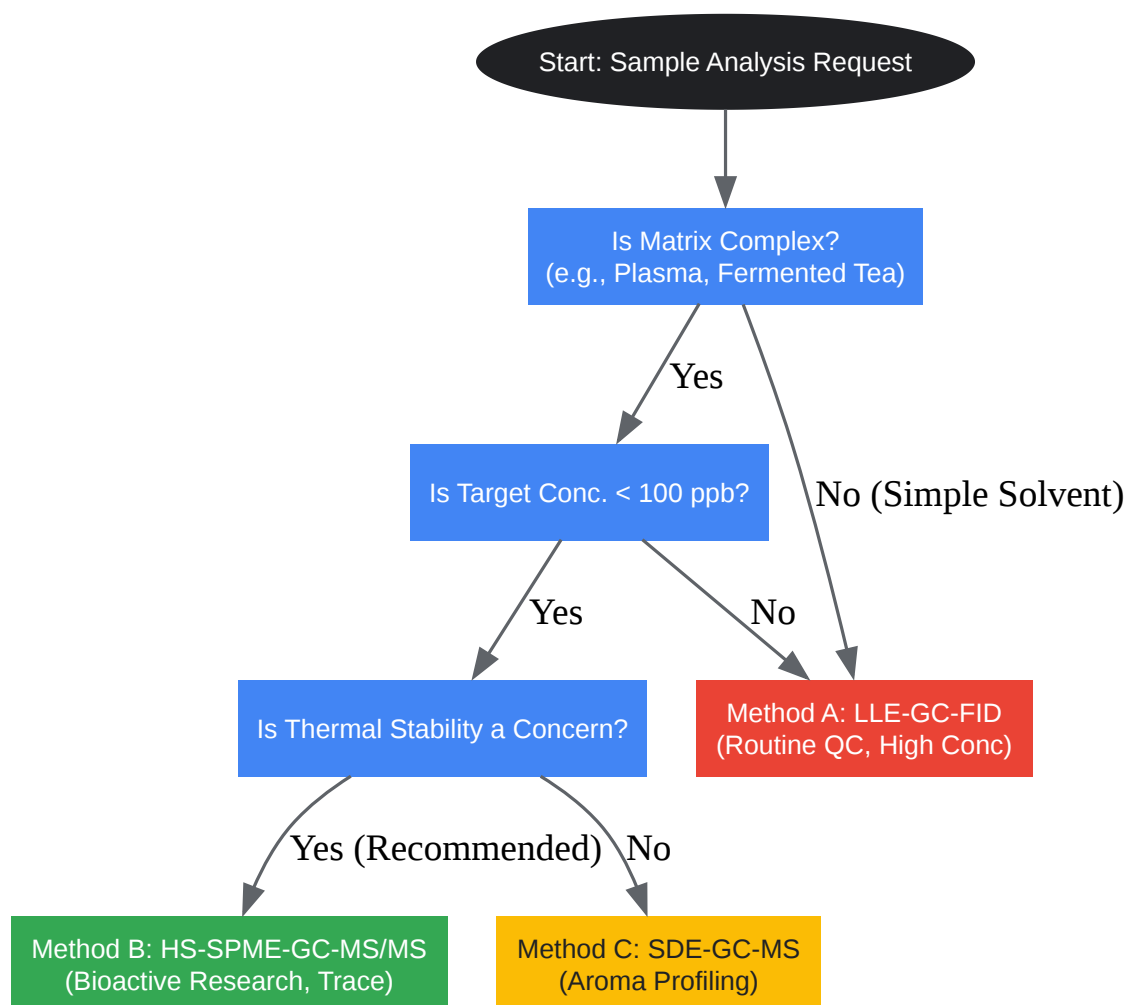 Start: Sample Analysis Request
Is Matrix Complex?
(e.g., Plasma, Fermented Tea)
Yes
Is Target Conc. < 100 ppb?
No (Simple Solvent)
Yes
No
Is Thermal Stability a Concern?
Method A: LLE-GC-FID
(Routine QC, High Conc)
Yes (Recommended)
No
Method B: HS-SPME-GC-MS/MS
(Bioactive Research, Trace)
Method C: SDE-GC-MS
(Aroma Profiling)